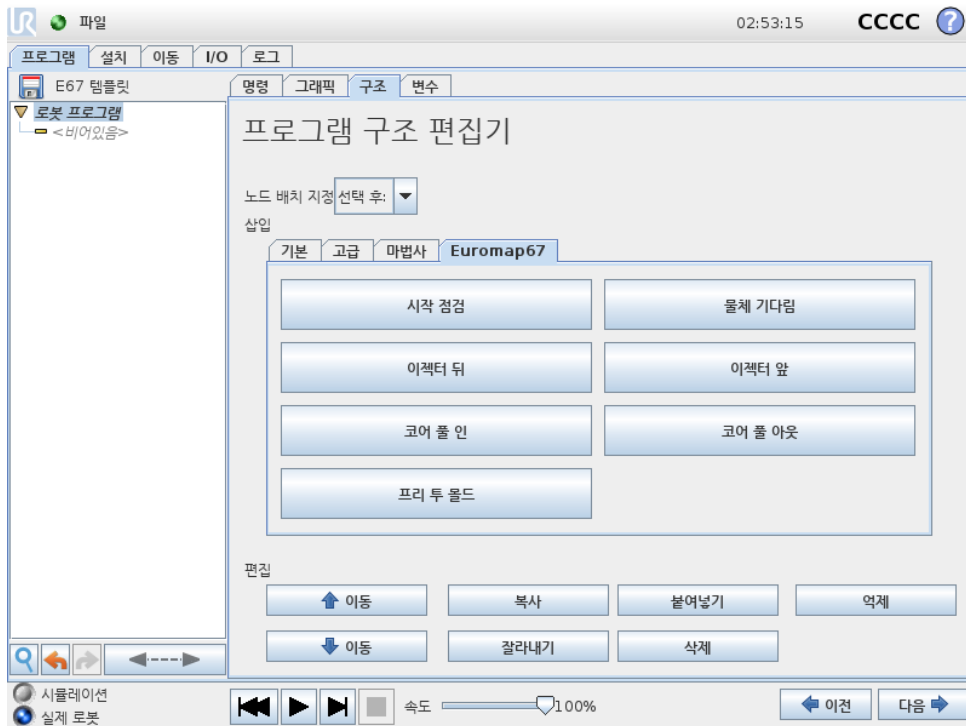 UR 파일 02:53:15 CCCC ?
프로그램 설치 이동 I/O 로그
E67 템플릿 명령 그래픽 구조 변수
로봇 프로그램
<비어있음>
프로그램 구조 편집기
노드 배치 지정 선택 후:
삽입
기본 고급 마법사 Euromap67
시작 점검 물체 기다림
이젝터 뒤 이젝터 앞
코어 풀 인 코어 풀 아웃
프리 투 몰드
편집
이동 복사 붙여넣기 억제
이동 잘라내기 삭제
시뮬레이션
실제 로봇
속도 100% 이전 다음